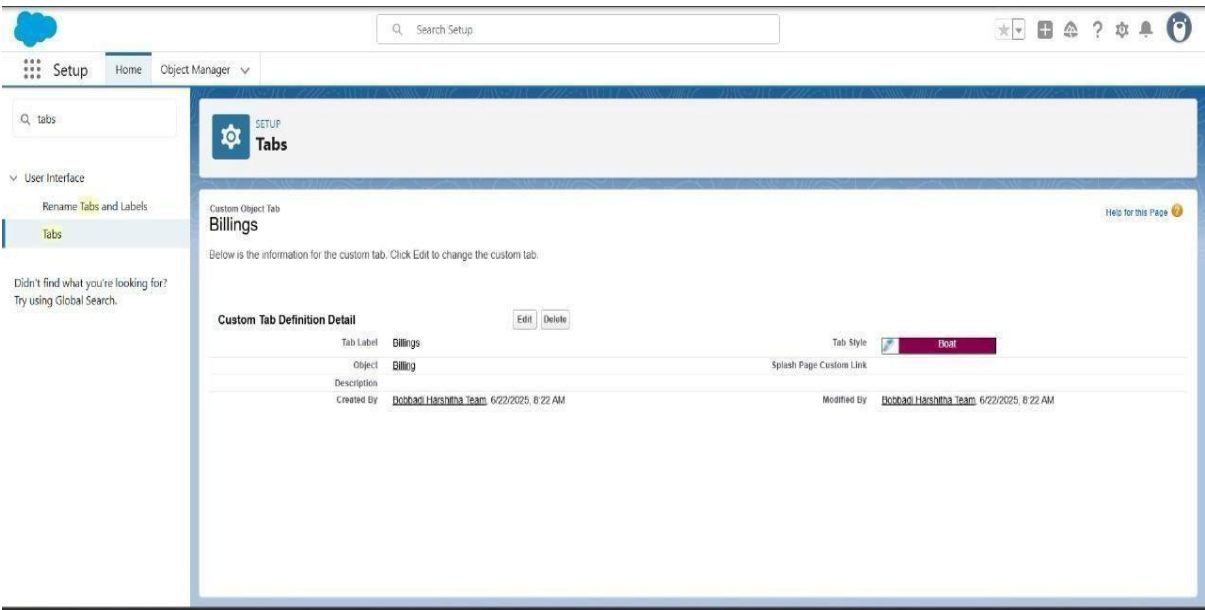 Search Setup
Setup Home Object Manager
tabs
User Interface
Rename Tabs and Labels
Tabs
Didn't find what you're looking for?
Try using Global Search.
SETUP
Tabs
Custom Object Tab
Billings
Help for this Page
Below is the information for the custom tab. Click Edit to change the custom tab.
Custom Tab Definition Detail Edit Delete
Tab Label Billings Tab Style Boat
Object Billing Splash Page Custom Link
Description
Created By Bobbadi Harshitha Team, 6/22/2025, 8:22 AM Modified By Bobbadi Harshitha Team, 6/22/2025, 8:22 AM